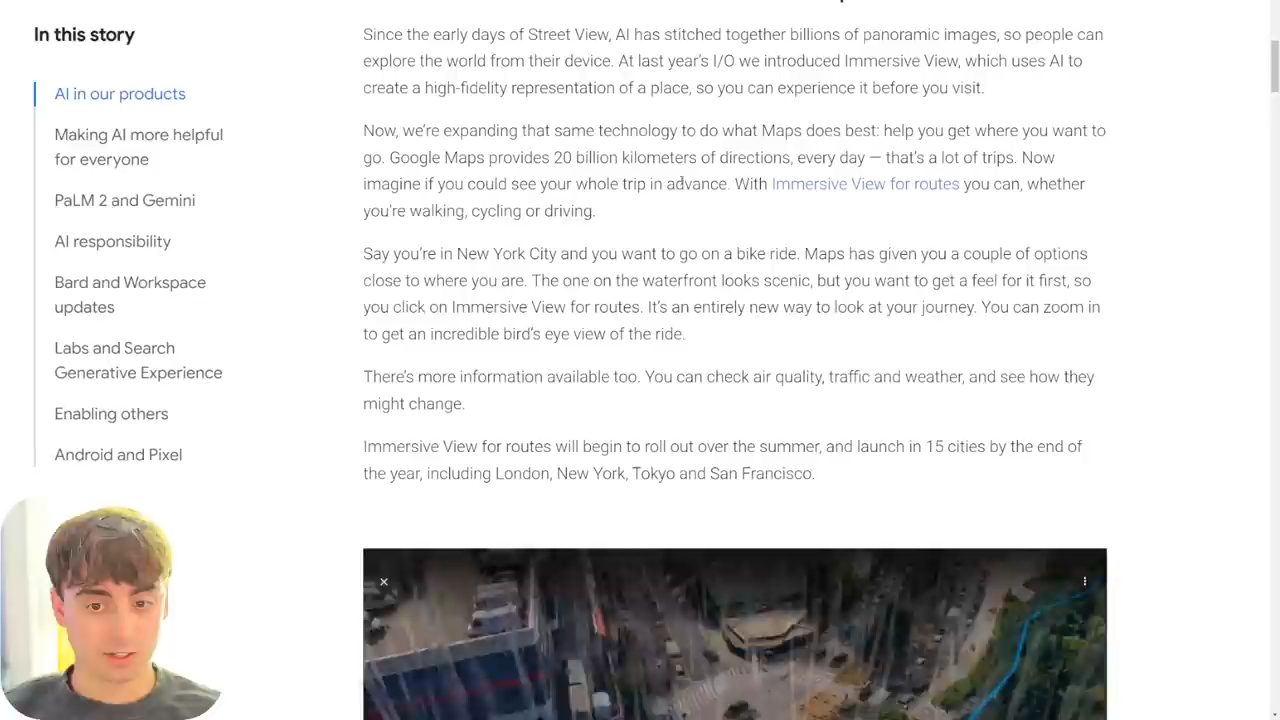 In this story
AI in our products
Making AI more helpful
for everyone
PaLM 2 and Gemini
AI responsibility
Bard and Workspace
updates
Labs and Search
Generative Experience
Enabling others
Android and Pixel
Since the early days of Street View, AI has stitched together billions of panoramic images, so people can
explore the world from their device. At last year's I/O we introduced Immersive View, which uses AI to
create a high-fidelity representation of a place, so you can experience it before you visit.
Now, we're expanding that same technology to do what Maps does best: help you get where you want to
go. Google Maps provides 20 billion kilometers of directions, every day — that's a lot of trips. Now
imagine if you could see your whole trip in advance. With Immersive View for routes you can, whether
you're walking, cycling or driving.
Say you're in New York City and you want to go on a bike ride. Maps has given you a couple of options
close to where you are. The one on the waterfront looks scenic, but you want to get a feel for it first, so
you click on Immersive View for routes. It's an entirely new way to look at your journey. You can zoom in
to get an incredible bird's eye view of the ride.
There's more information available too. You can check air quality, traffic and weather, and see how they
might change.
Immersive View for routes will begin to roll out over the summer, and launch in 15 cities by the end of
the year, including London, New York, Tokyo and San Francisco.